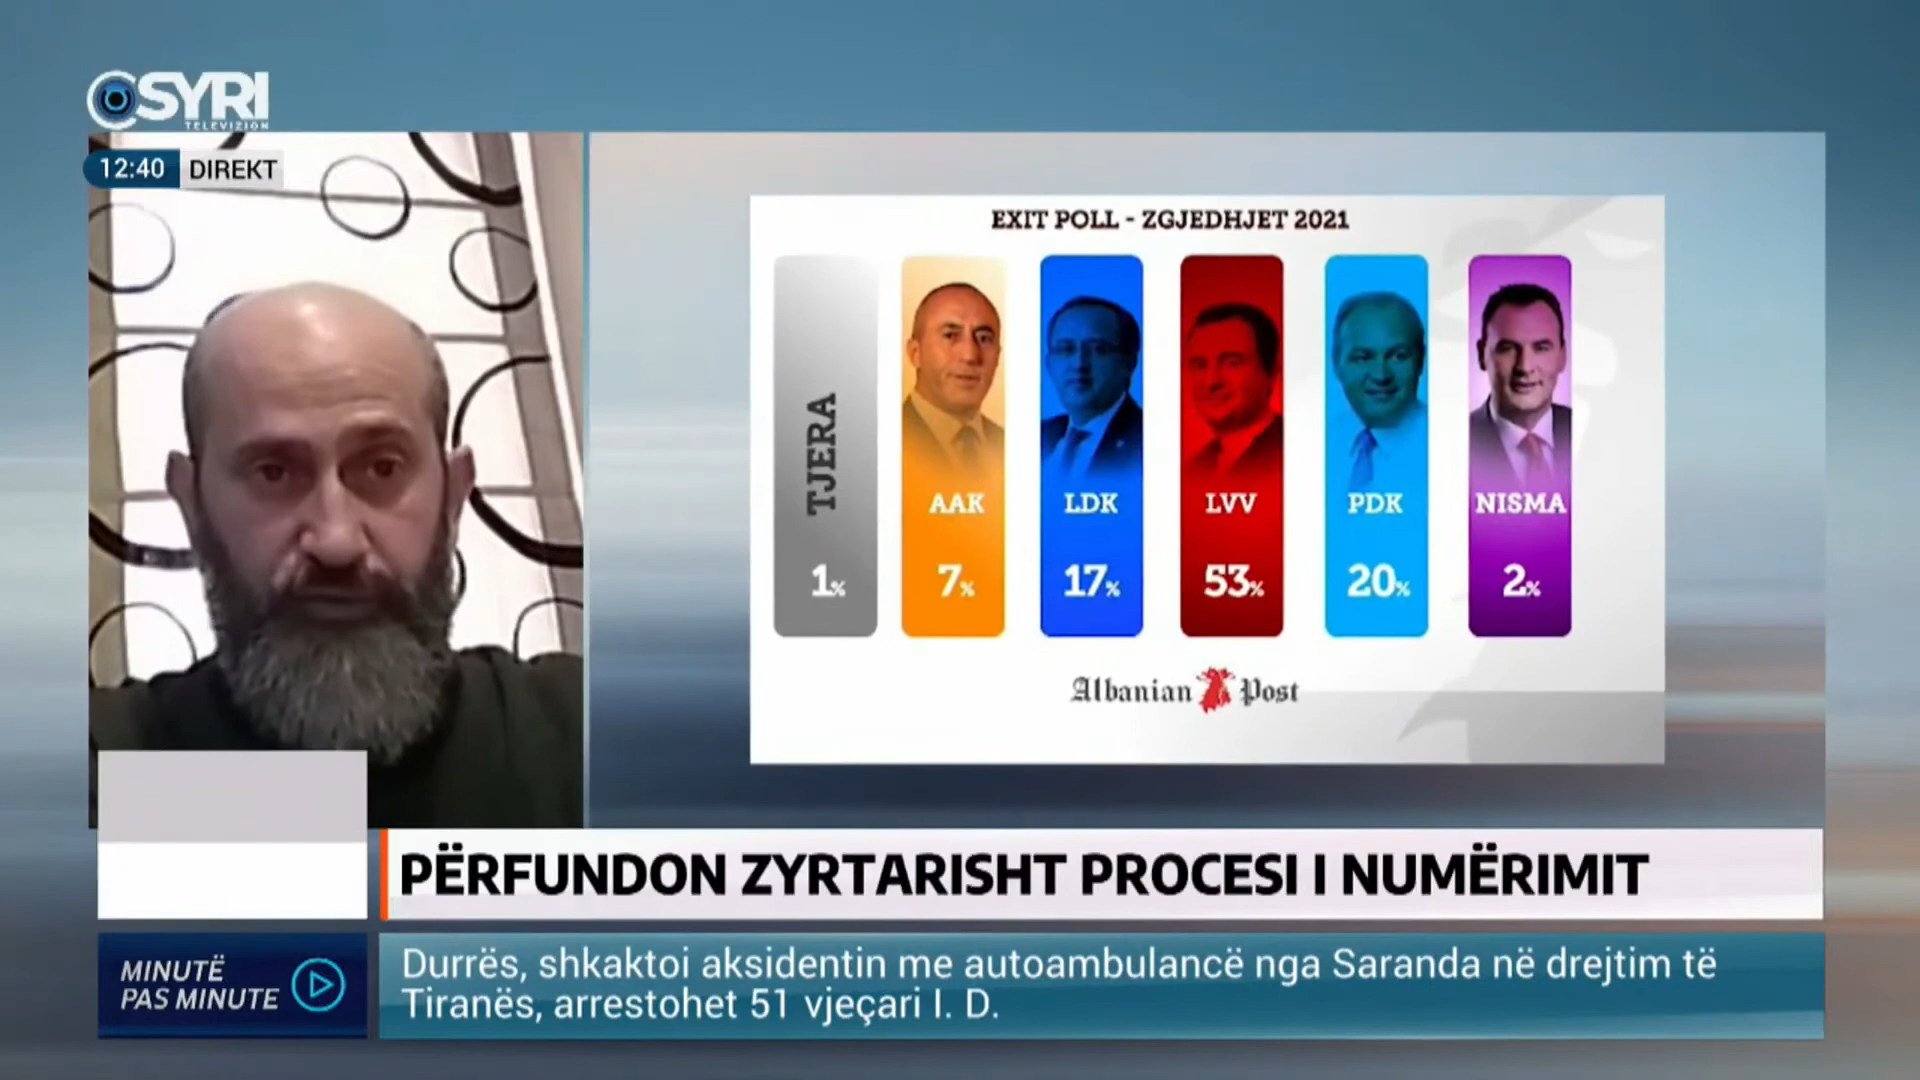 SYRI
TELEVIZION
12:40 DIREKT
EXIT POLL - ZGJEDHJET 2021
TJERA
1%
AAK
7%
LDK
17%
LVV
53%
PDK
20%
NISMA
2%
Albanian Post
PËRFUNDON ZYRTARISHT PROCESI I NUMËRIMIT
MINUTË
PAS MINUTE
Durrës, shkaktoi aksidentin me autoambulancë nga Saranda në drejtim të
Tiranës, arrestohet 51 vjeçari I. D.